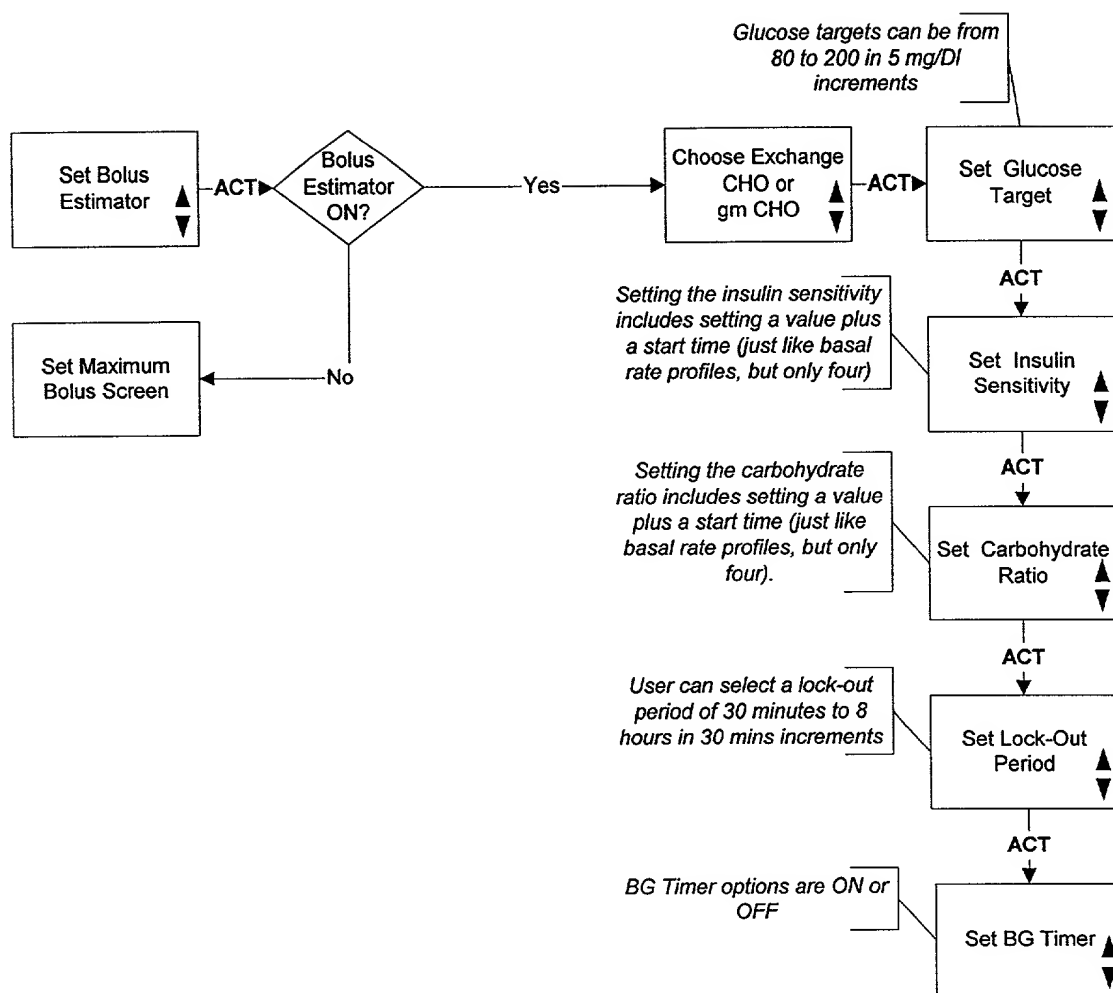 Glucose targets can be from
80 to 200 in 5 mg/Dl
increments
Set Bolus
Estimator
ACT
Bolus
Estimator
ON?
Yes
Choose Exchange
CHO or
gm CHO
ACT
Set Glucose
Target
ACT
Set Maximum
Bolus Screen
No
Setting the insulin sensitivity
includes setting a value plus
a start time (just like basal
rate profiles, but only four)
Set Insulin
Sensitivity
ACT
Setting the carbohydrate
ratio includes setting a value
plus a start time (just like
basal rate profiles, but only
four).
Set Carbohydrate
Ratio
ACT
User can select a lock-out
period of 30 minutes to 8
hours in 30 mins increments
Set Lock-Out
Period
ACT
BG Timer options are ON or
OFF
Set BG Timer